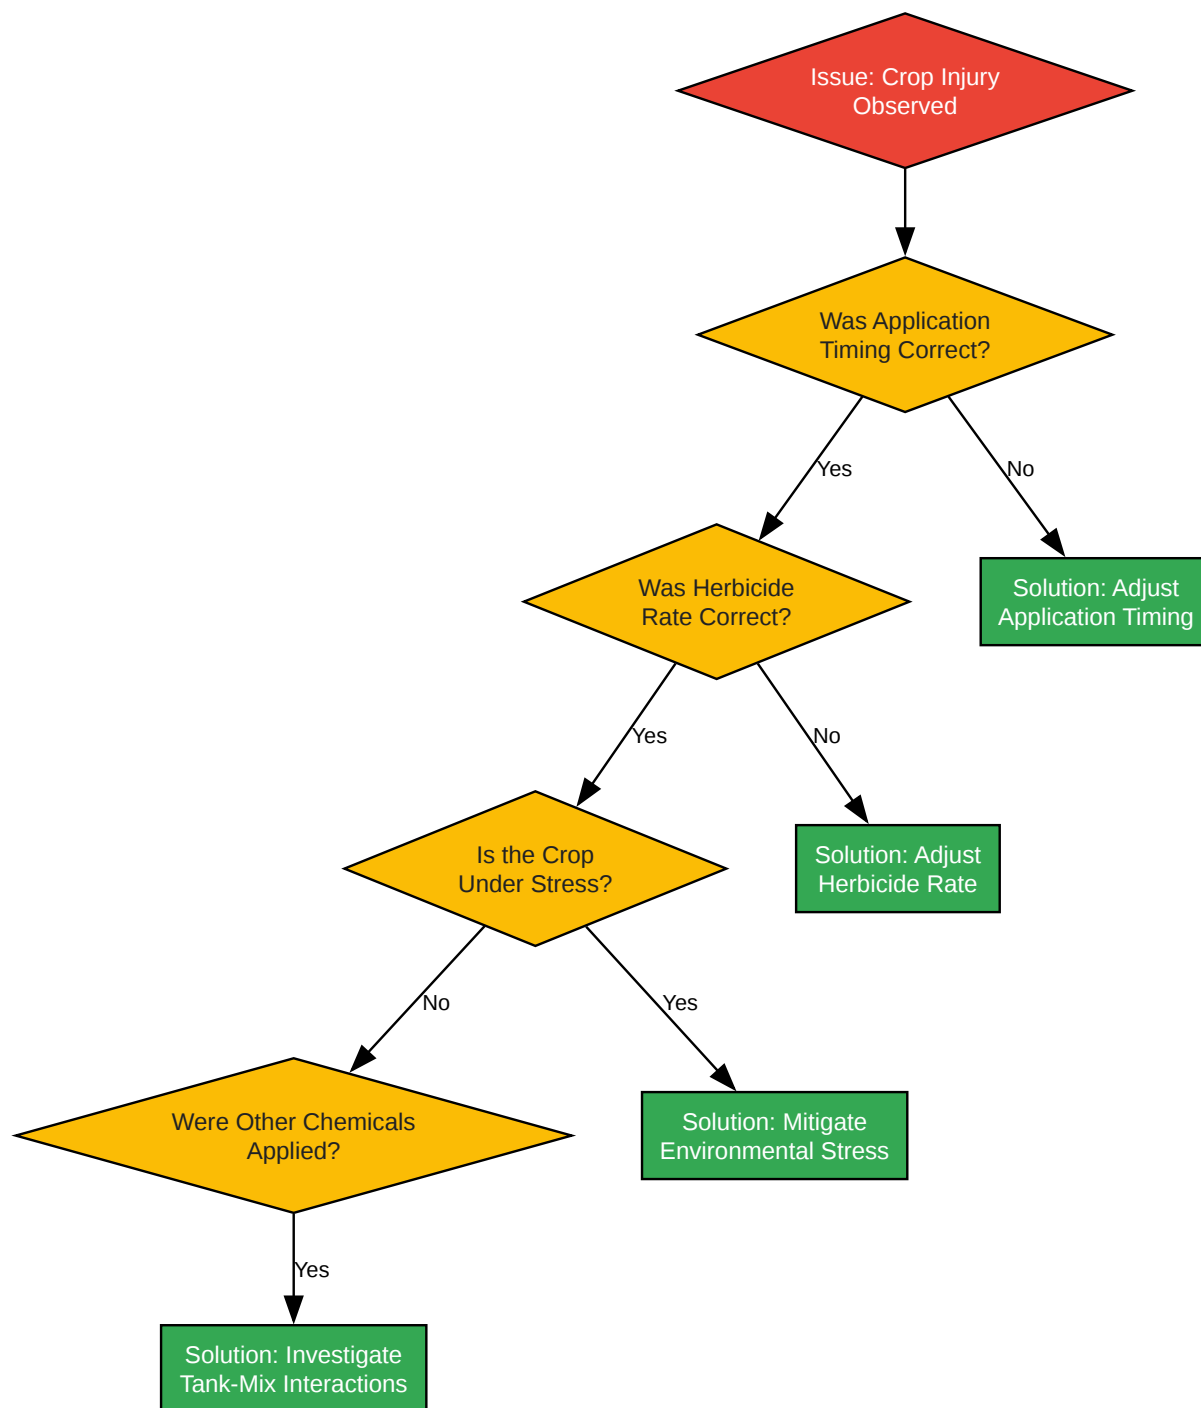 Issue: Crop Injury
Observed
Was Application
Timing Correct?
Yes
No
Was Herbicide
Rate Correct?
Solution: Adjust
Application Timing
Yes
No
Is the Crop
Under Stress?
Solution: Adjust
Herbicide Rate
No
Yes
Were Other Chemicals
Applied?
Solution: Mitigate
Environmental Stress
Yes
Solution: Investigate
Tank-Mix Interactions